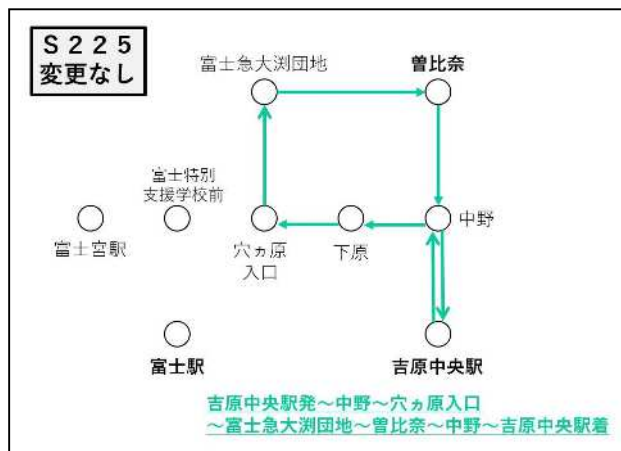 Ｓ２２５
変更なし
富士急大渕団地
曽比奈
富士特別
支援学校前
富士宮駅
穴ヵ原
入口
下原
中野
富士駅
吉原中央駅
吉原中央駅発～中野～穴ヵ原入口
～富士急大渕団地～曽比奈～中野～吉原中央駅着